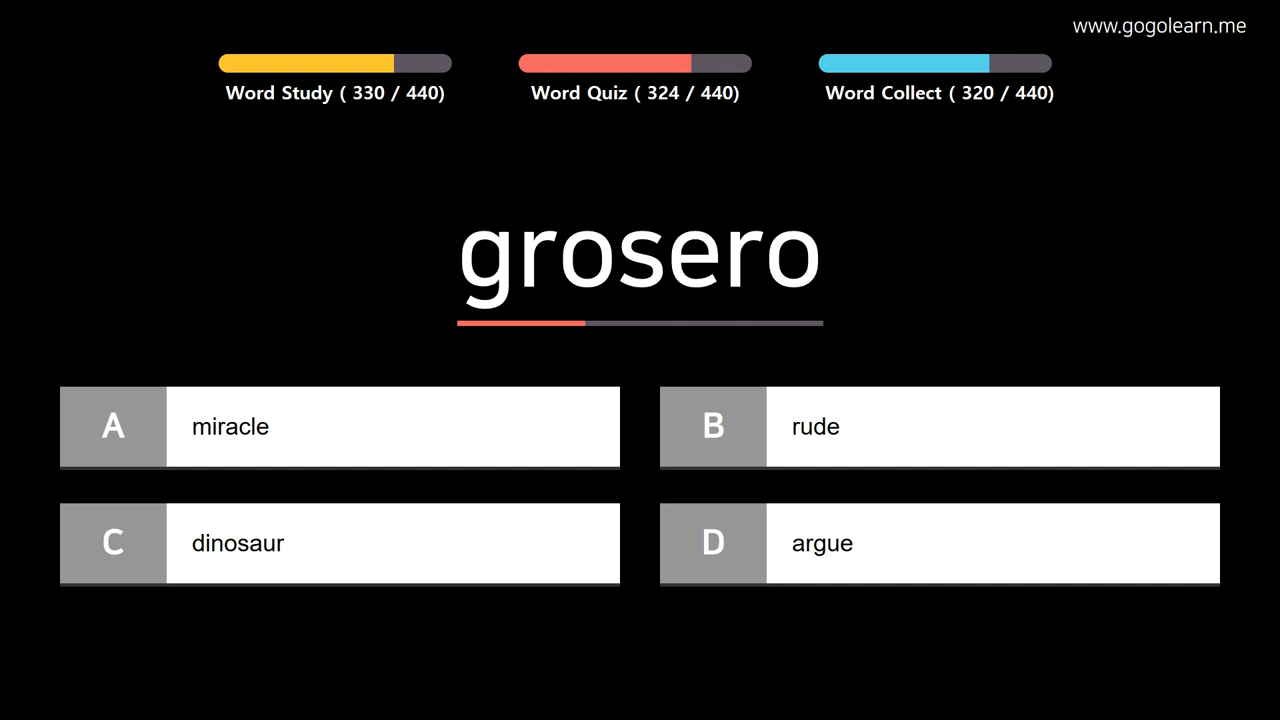 www.gogolearn.me
Word Study ( 330 / 440)
Word Quiz ( 324 / 440)
Word Collect ( 320 / 440)
grosero
A miracle
B rude
C dinosaur
D argue